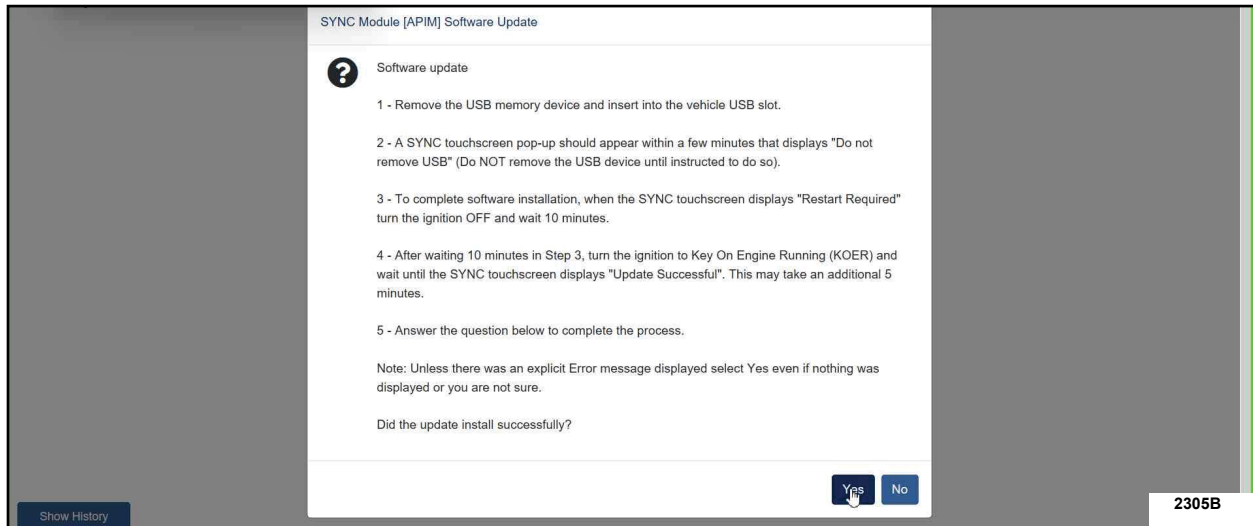 SYNC Module [APIM] Software Update
Software update
1 - Remove the USB memory device and insert into the vehicle USB slot.
2 - A SYNC touchscreen pop-up should appear within a few minutes that displays "Do not
remove USB" (Do NOT remove the USB device until instructed to do so).
3 - To complete software installation, when the SYNC touchscreen displays "Restart Required"
turn the ignition OFF and wait 10 minutes.
4 - After waiting 10 minutes in Step 3, turn the ignition to Key On Engine Running (KOER) and
wait until the SYNC touchscreen displays "Update Successful". This may take an additional 5
minutes.
5 - Answer the question below to complete the process.
Note: Unless there was an explicit Error message displayed select Yes even if nothing was
displayed or you are not sure.
Did the update install successfully?
Yes No
Show History
2305B